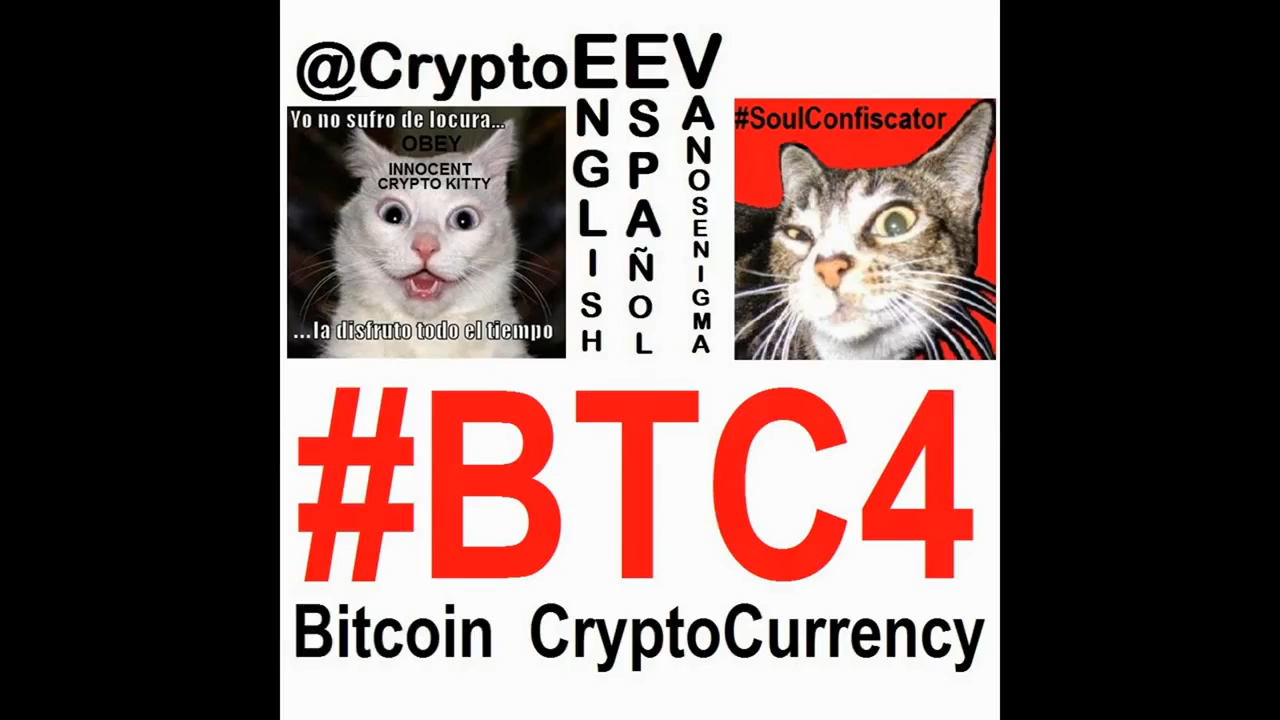 @CryptoEEV
ENGLISH
ESPAÑOL
VANOSENIGMA
Yo no sufro de locura...
OBEY
INNOCENT
CRYPTO KITTY
...la disfruto todo el tiempo
#SoulConfiscator
#BTC4
Bitcoin CryptoCurrency